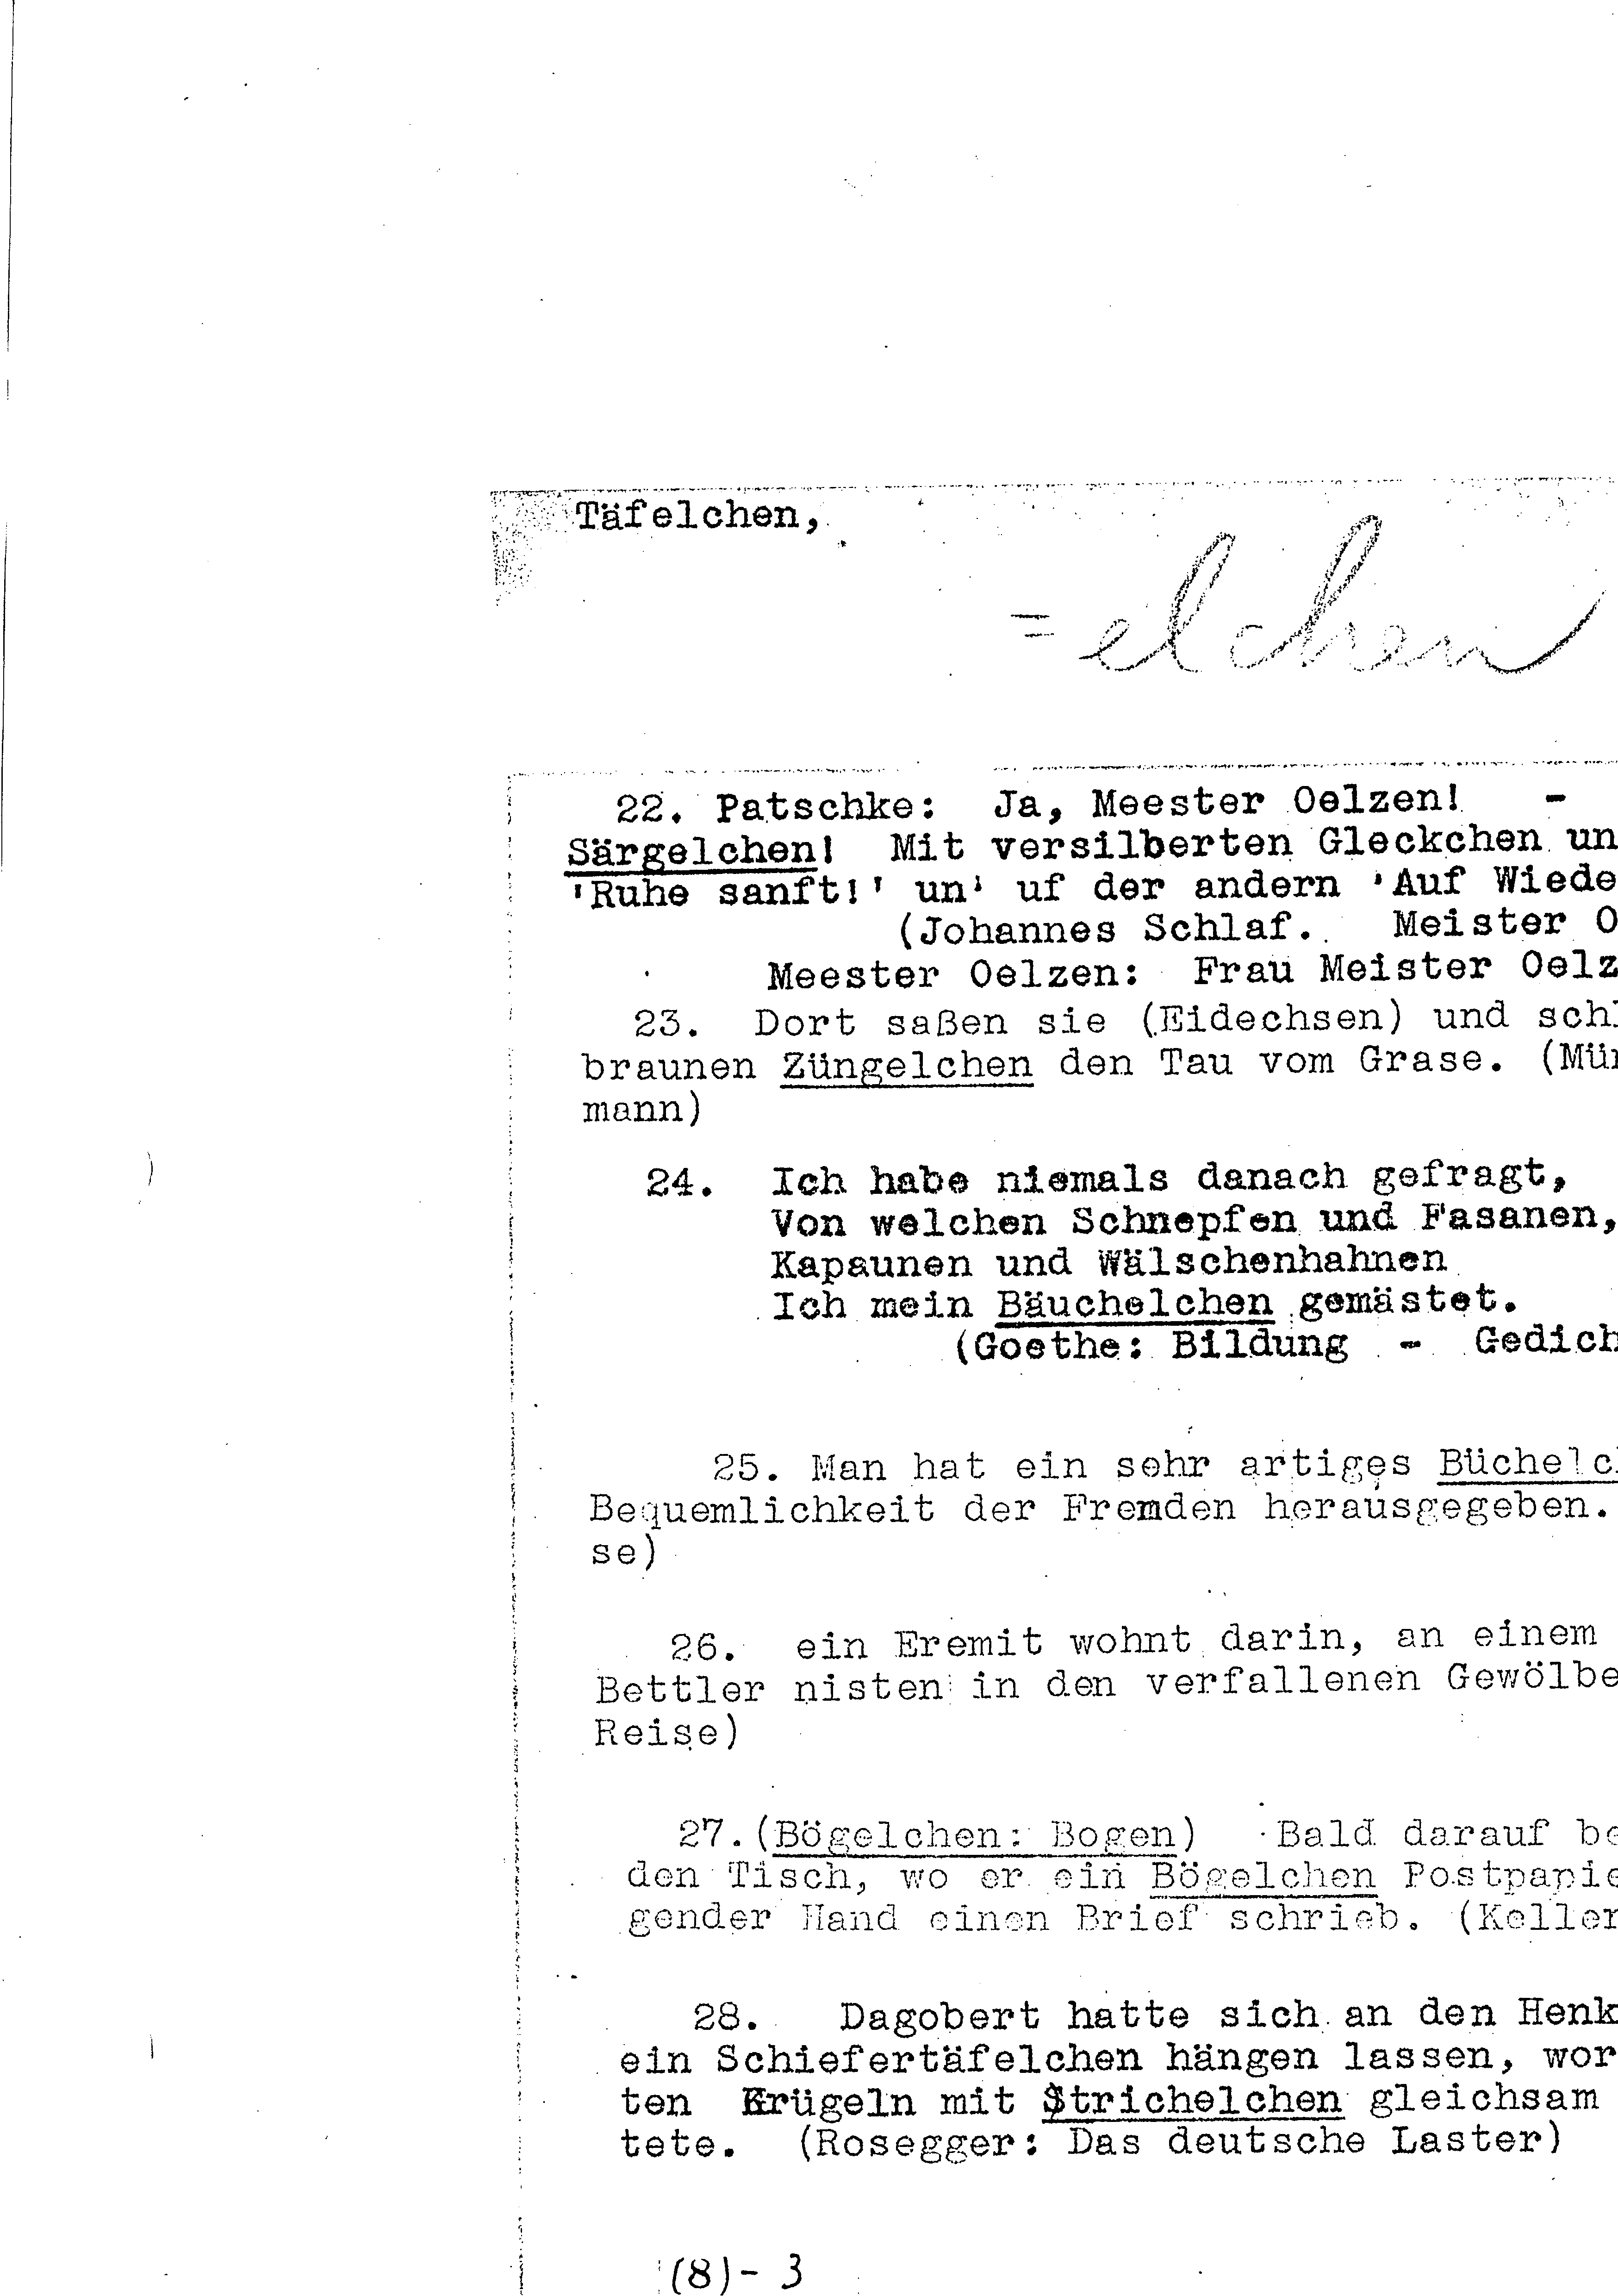 Täfelchen,
=elchen
22. Patschke: Ja, Meester Oelzen! -
Särgelchen! Mit versilberten Gleckchen un
'Ruhe sanft!' un' uf der andern 'Auf Wiede
(Johannes Schlaf. Meister O
Meester Oelzen: Frau Meister Oelz
23. Dort saßen sie (Eidechsen) und sch
braunen Züngelchen den Tau vom Grase. (Mü
mann)
24. Ich habe niemals danach gefragt,
Von welchen Schnepfen und Fasanen,
Kapaunen und Wälschenhahnen
Ich mein Bäuchelchen gemästet.
(Goethe: Bildung - Gedich
25. Man hat ein sehr artiges Büchelc
Bequemlichkeit der Fremden herausgegeben.
se)
26. ein Eremit wohnt darin, an einem
Bettler nisten in den verfallenen Gewölbe
Reise)
27. (Bögelchen: Bogen) Bald darauf be
den Tisch, wo er ein Bögelchen Postpapie
gender Hand einen Brief schrieb. (Keller
28. Dagobert hatte sich an den Henk
ein Schiefertäfelchen hängen lassen, wor
ten Krügeln mit Strichelchen gleichsam
tete. (Rosegger: Das deutsche Laster)
(8) - 3